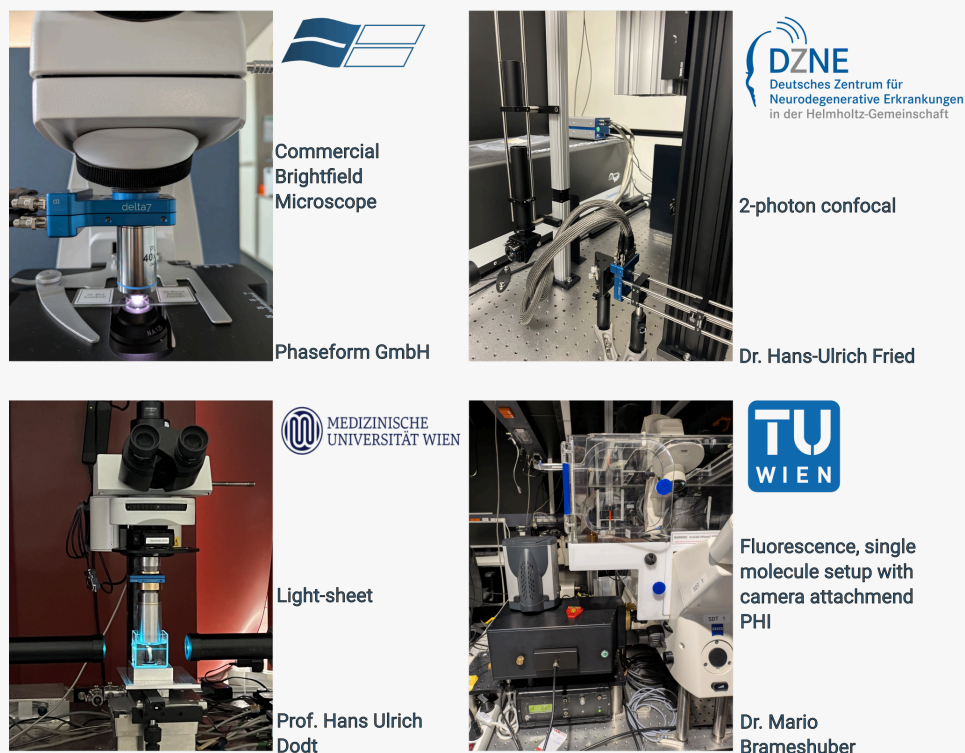 Commercial
Brightfield
Microscope
delta7
40
Phaseform GmbH
DZNE
Deutsches Zentrum für
Neurodegenerative Erkrankungen
in der Helmholtz-Gemeinschaft
2-photon confocal
Dr. Hans-Ulrich Fried
MEDIZINISCHE
UNIVERSITÄT WIEN
Light-sheet
Prof. Hans Ulrich
Dodt
TU
WIEN
Fluorescence, single
molecule setup with
camera attachmend
PHI
Dr. Mario
Brameshuber